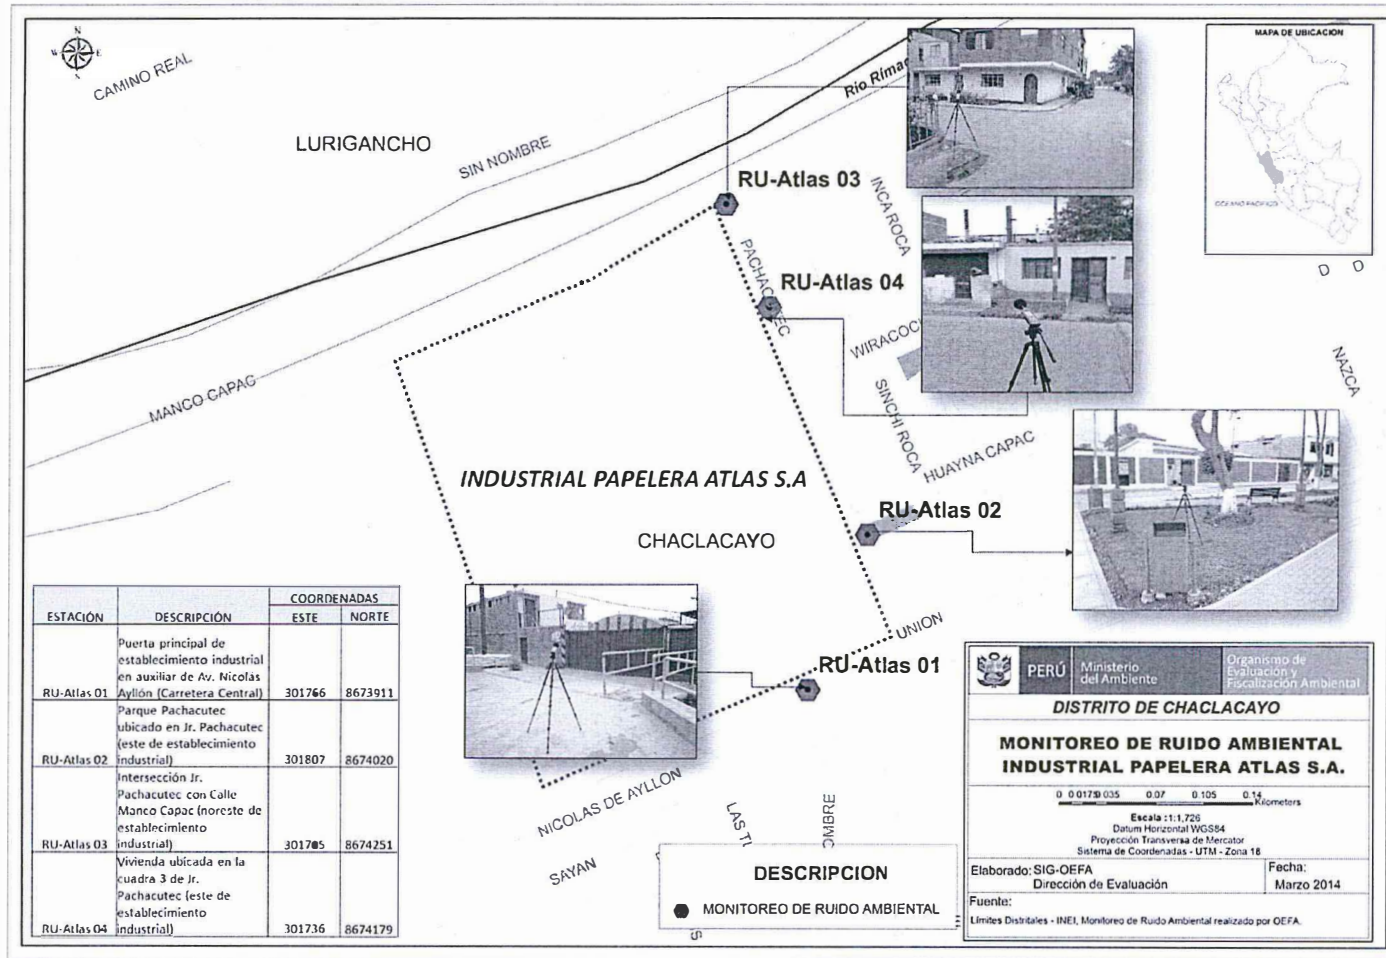 N
W E
S
CAMINO REAL
LURIGANCHO
SIN NOMBRE
Río Rímac
MAPA DE UBICACION
OCEANO PACIFICO
RU-Atlas 03
INCA ROCA
PACHACUTEC
RU-Atlas 04
WIRACOC
SINCHI ROCA
HUAYNA CAPAC
NAZCA
MANCO CAPAC
INDUSTRIAL PAPELERA ATLAS S.A
CHACLACAYO
RU-Atlas 02
UNION
RU-Atlas 01
NICOLAS DE AYLLON
SAYAN
LAS TU
OMBRE
ESTACIÓN DESCRIPCIÓN COORDENADAS
ESTE NORTE
Puerta principal de
establecimiento industrial
en auxiliar de Av. Nicolás
RU-Atlas 01 Ayllón (Carretera Central) 301766 8673911
Parque Pachacutec
ubicado en Jr. Pachacutec
(este de establecimiento
RU-Atlas 02 industrial) 301807 8674020
Intersección Jr.
Pachacutec con Calle
Manco Capac (noreste de
establecimiento
RU-Atlas 03 industrial) 301705 8674251
Vivienda ubicada en la
cuadra 3 de Jr.
Pachacutec (este de
establecimiento
RU-Atlas 04 industrial) 301736 8674179
DESCRIPCION
MONITOREO DE RUIDO AMBIENTAL
PERÚ
Ministerio
del Ambiente
Organismo de
Evaluación y
Fiscalización Ambiental
DISTRITO DE CHACLACAYO
MONITOREO DE RUIDO AMBIENTAL
INDUSTRIAL PAPELERA ATLAS S.A.
0 0.0175 0.035 0.07 0.105 0.14
Kilometers
Escala :1:1,726
Datum Horizontal WGS84
Proyección Transversa de Mercator
Sistema de Coordenadas - UTM - Zona 18
Elaborado: SIG-OEFA
Dirección de Evaluación
Fecha:
Marzo 2014
Fuente:
Límites Distritales - INEI, Monitoreo de Ruido Ambiental realizado por OEFA.